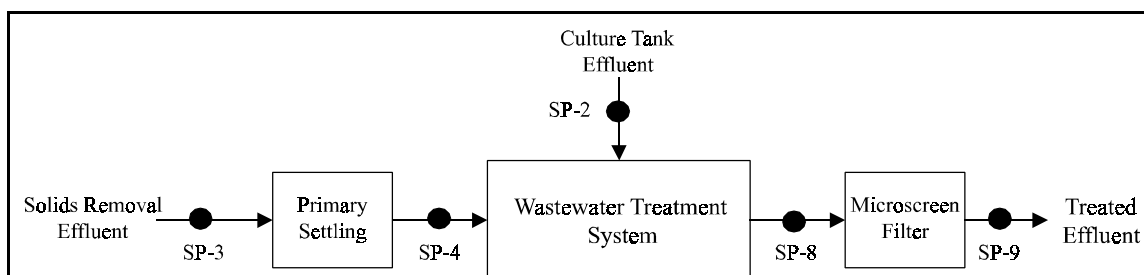 Culture Tank
Effluent
SP-2
Solids Removal
Effluent
SP-3
Primary
Settling
SP-4
Wastewater Treatment
System
SP-8
Microscreen
Filter
SP-9
Treated
Effluent